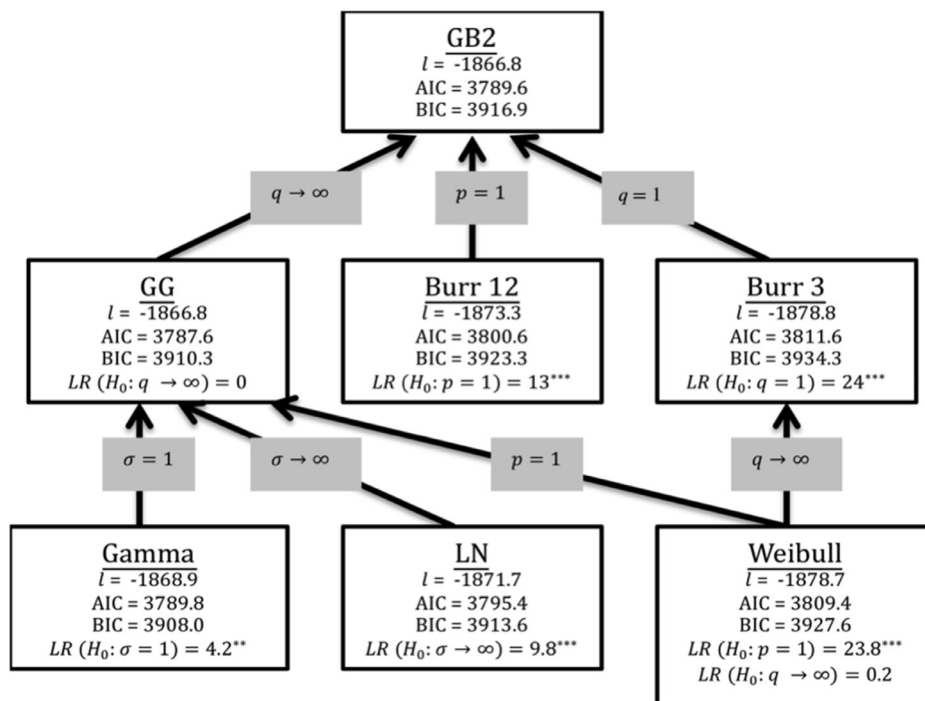 GB2
l = -1866.8
AIC = 3789.6
BIC = 3916.9
q → ∞
p = 1
q = 1
GG
l = -1866.8
AIC = 3787.6
BIC = 3910.3
LR (H₀: q → ∞) = 0
Burr 12
l = -1873.3
AIC = 3800.6
BIC = 3923.3
LR (H₀: p = 1) = 13***
Burr 3
l = -1878.8
AIC = 3811.6
BIC = 3934.3
LR (H₀: q = 1) = 24***
σ = 1
σ → ∞
p = 1
q → ∞
Gamma
l = -1868.9
AIC = 3789.8
BIC = 3908.0
LR (H₀: σ = 1) = 4.2**
LN
l = -1871.7
AIC = 3795.4
BIC = 3913.6
LR (H₀: σ → ∞) = 9.8***
Weibull
l = -1878.7
AIC = 3809.4
BIC = 3927.6
LR (H₀: p = 1) = 23.8***
LR (H₀: q → ∞) = 0.2